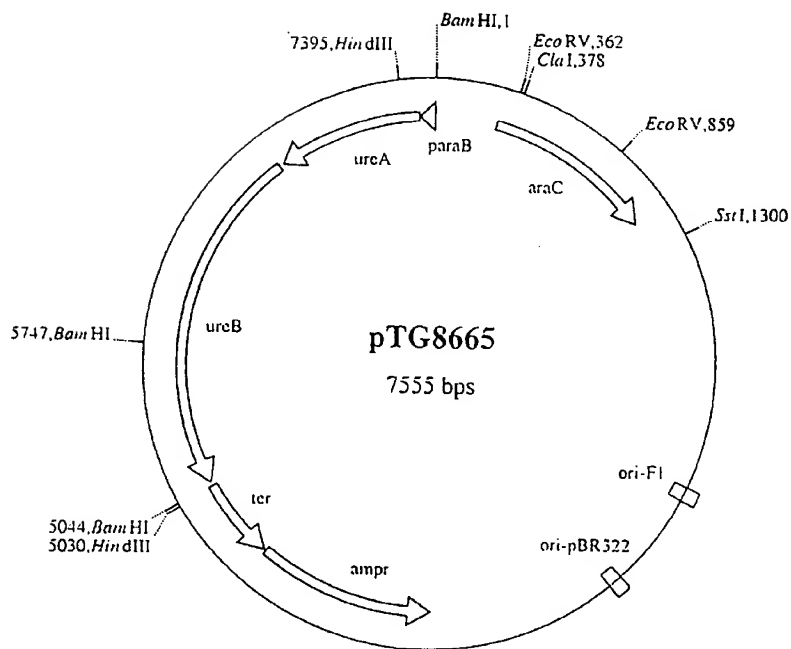 7395,HindIII
BamHI,1
EcoRV,362
ClaI,378
EcoRV,859
SstI,1300
ureA
paraB
araC
5747,BamHI
ureB
pTG8665
7555 bps
ori-F1
ori-pBR322
5044,BamHI
5030,HindIII
ter
ampr